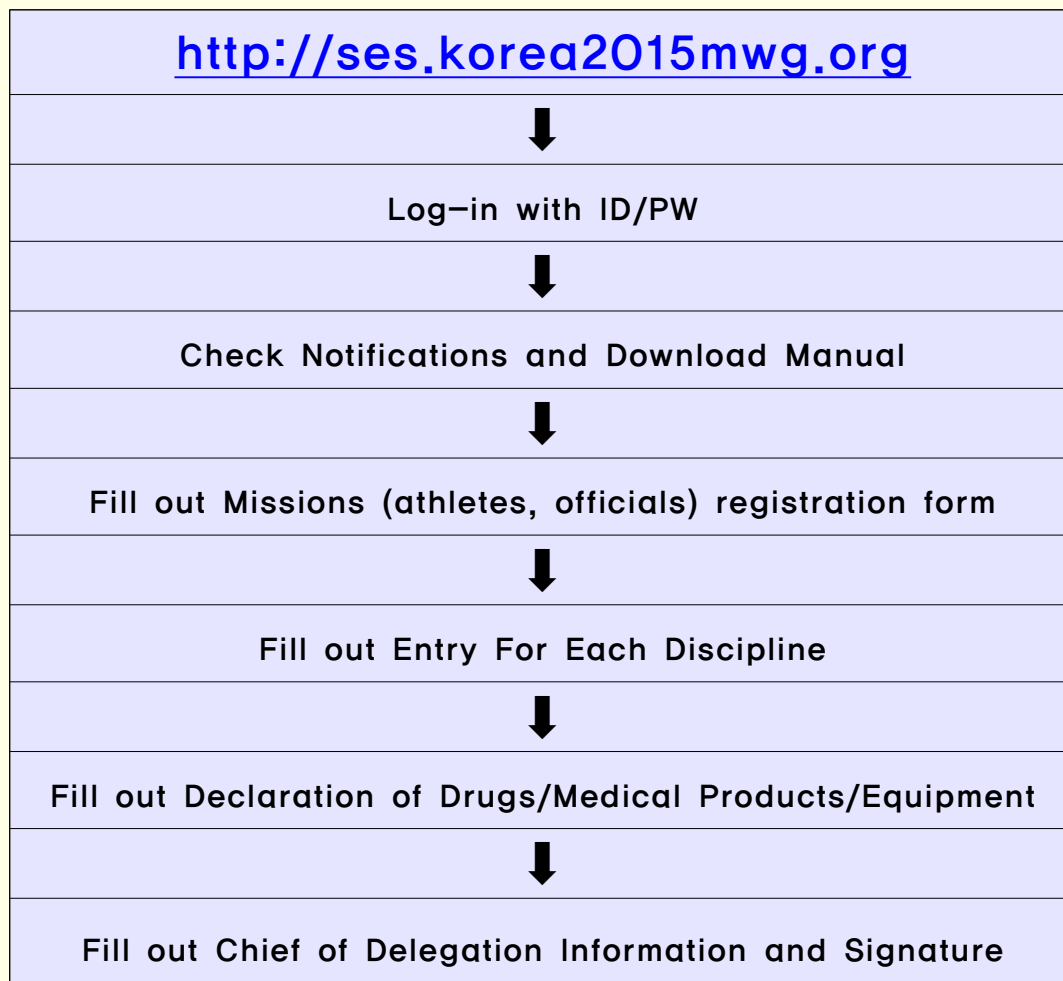 http://ses.korea2015mwg.org
Log-in with ID/PW
Check Notifications and Download Manual
Fill out Missions (athletes, officials) registration form
Fill out Entry For Each Discipline
Fill out Declaration of Drugs/Medical Products/Equipment
Fill out Chief of Delegation Information and Signature